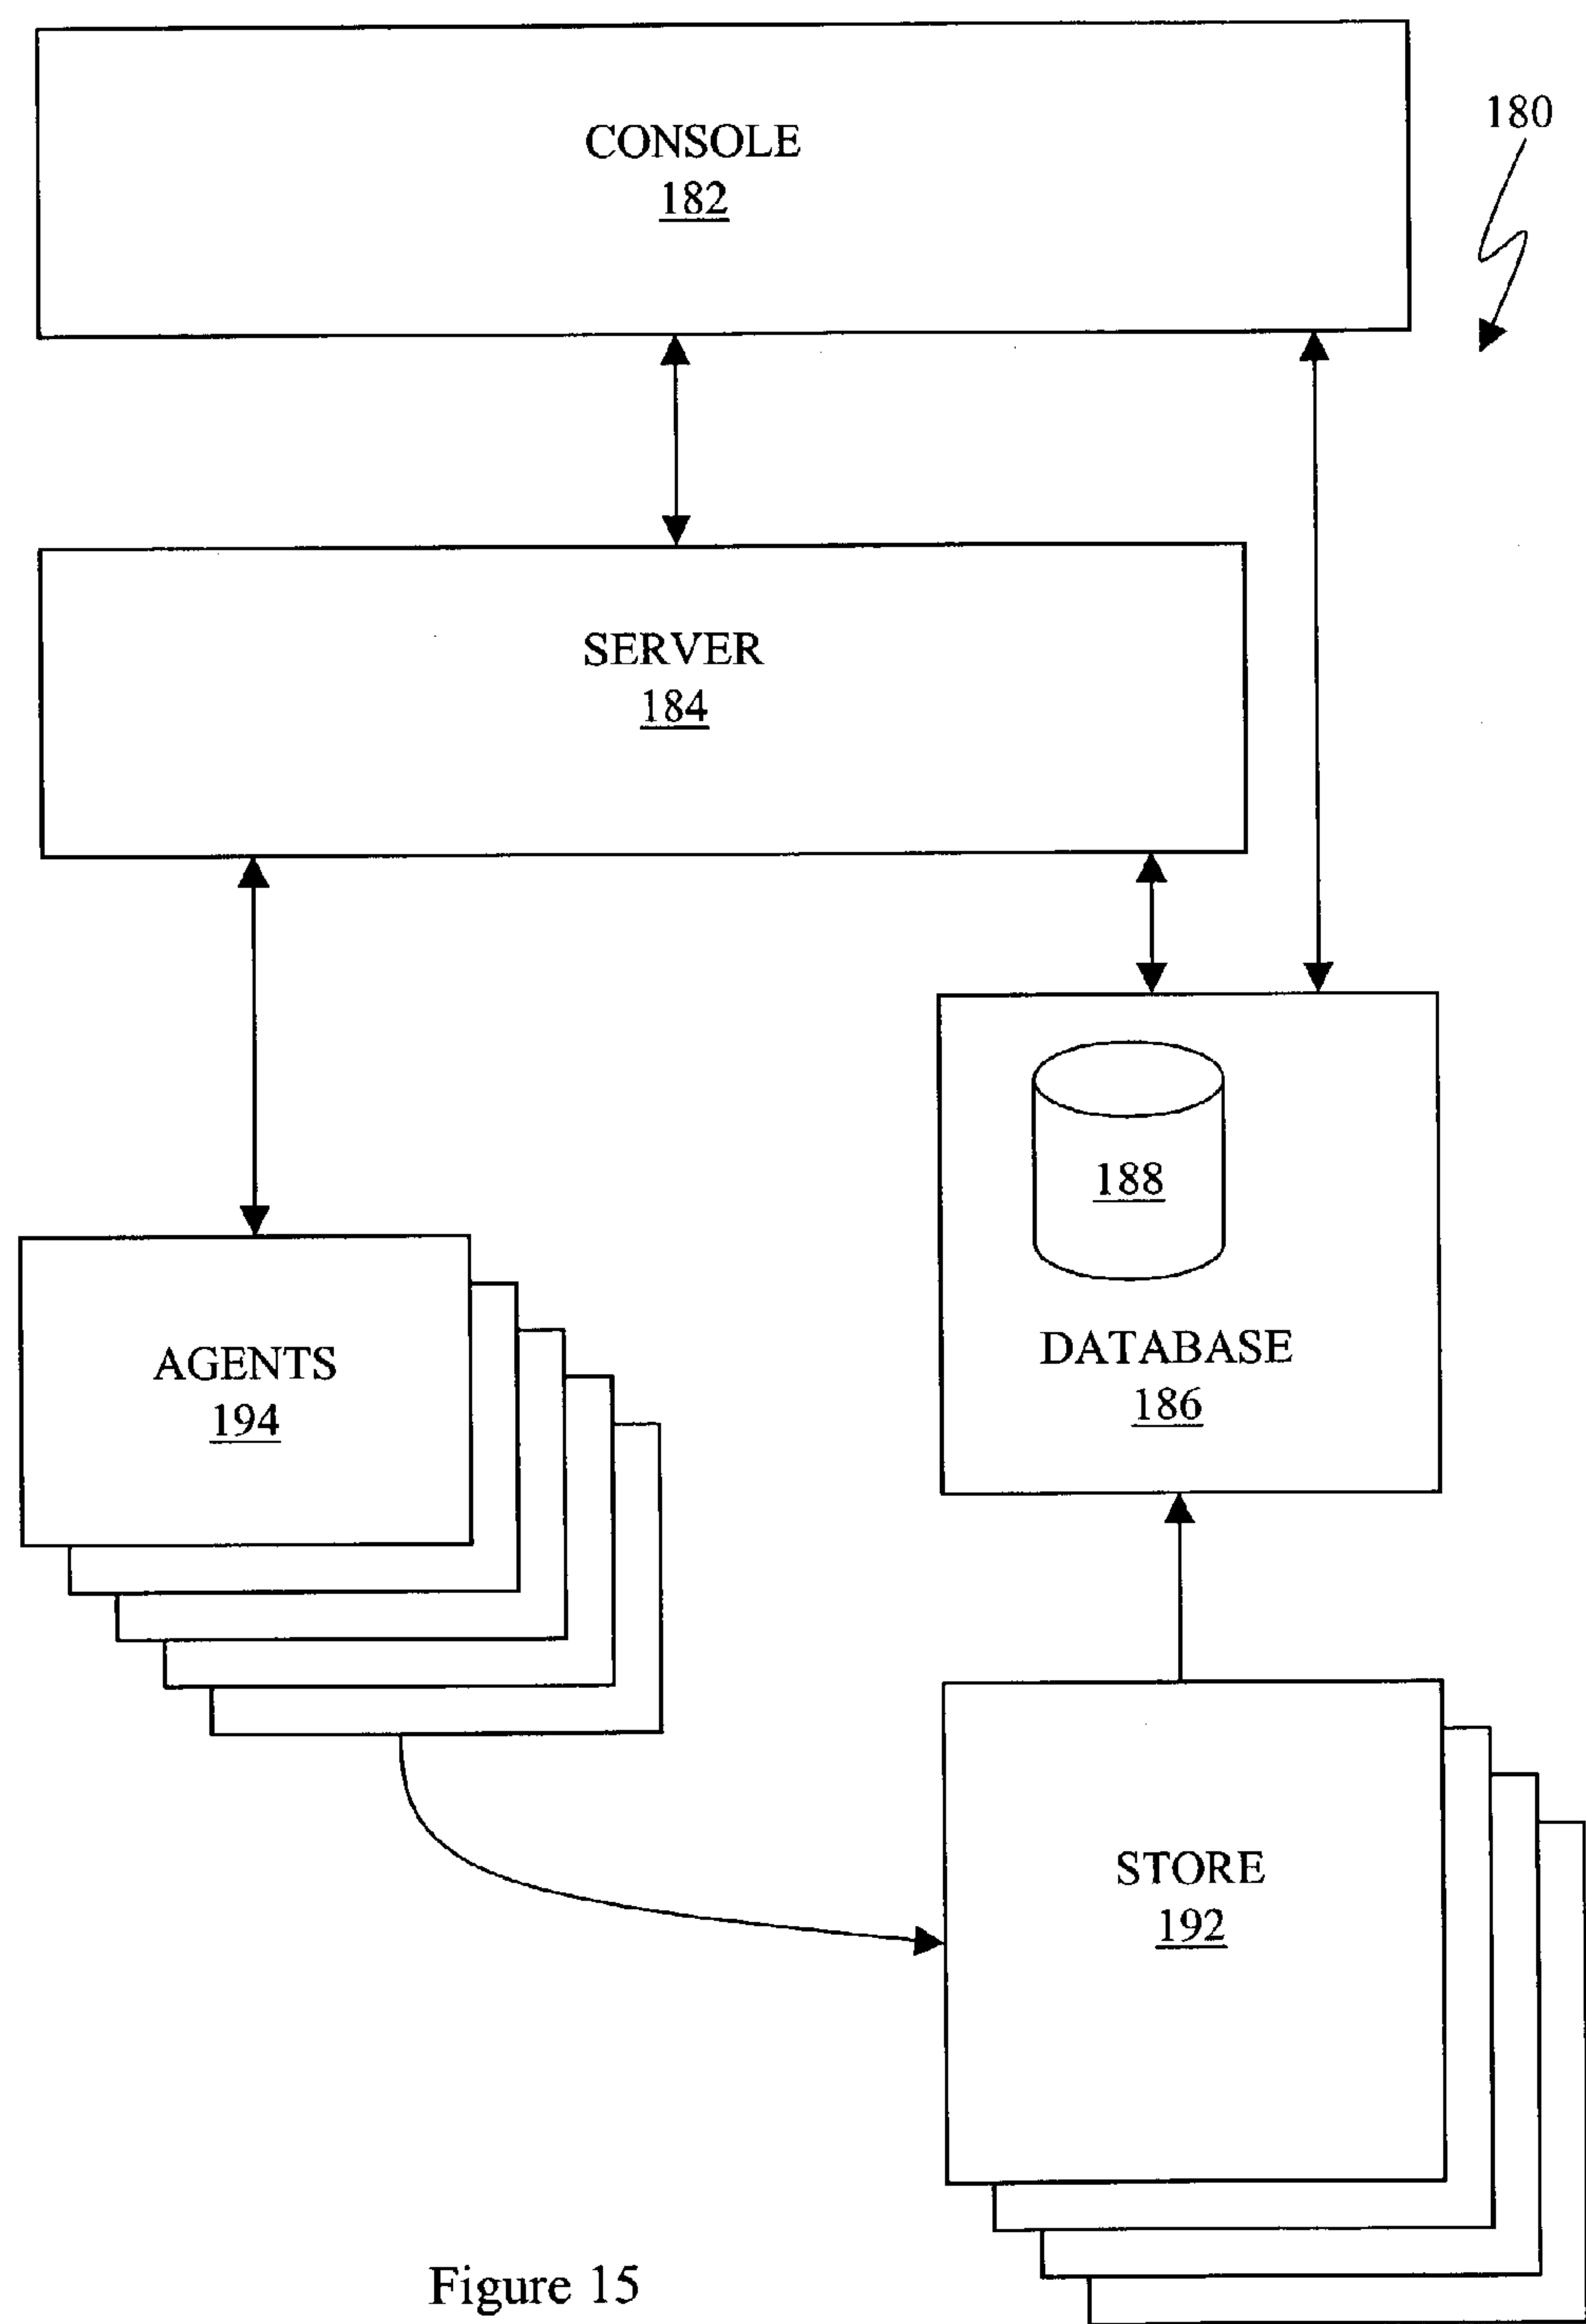 CONSOLE
182
180
SERVER
184
188
DATABASE
186
AGENTS
194
STORE
192
Figure 15